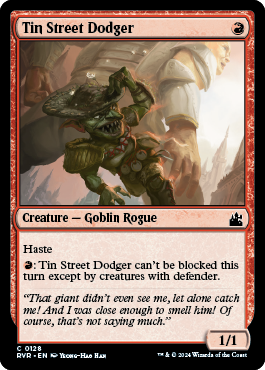 Tin Street Dodger
Creature — Goblin Rogue
Haste
: Tin Street Dodger can't be blocked this
turn except by creatures with defender.
"That giant didn't even see me, let alone catch
me! And I was close enough to smell him! Of
course, that's not saying much."
1/1
C 0128
RVR • EN Yeong-Hao Han
™ & © 2024 Wizards of the Coast